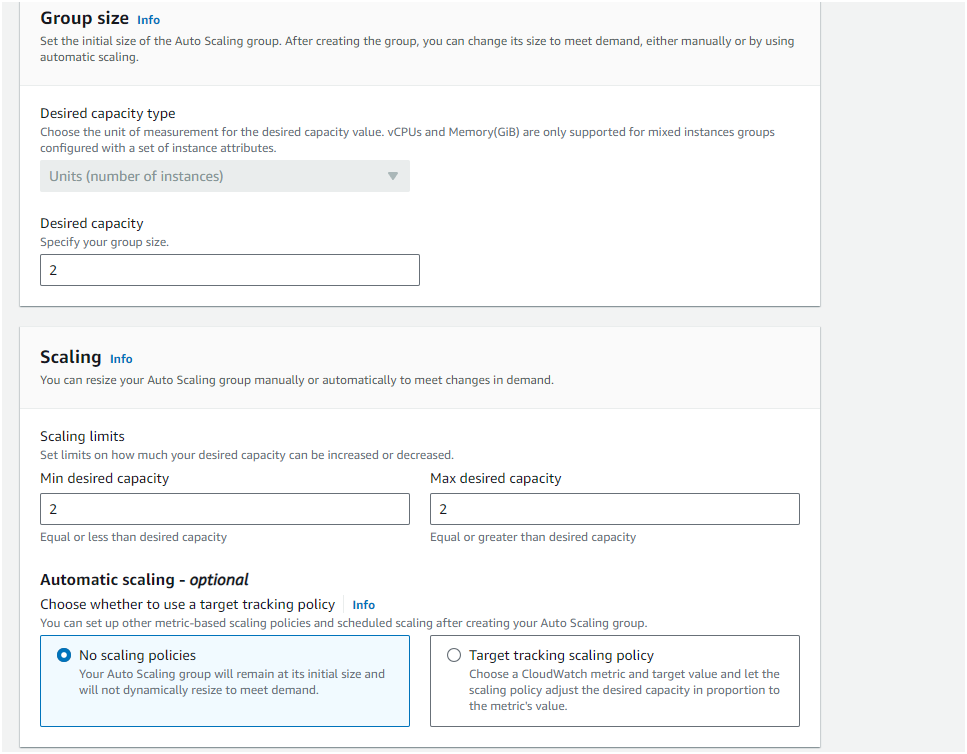 Group size Info
Set the initial size of the Auto Scaling group. After creating the group, you can change its size to meet demand, either manually or by using
automatic scaling.
Desired capacity type
Choose the unit of measurement for the desired capacity value. vCPUs and Memory(GiB) are only supported for mixed instances groups
configured with a set of instance attributes.
Units (number of instances)
Desired capacity
Specify your group size.
2
Scaling Info
You can resize your Auto Scaling group manually or automatically to meet changes in demand.
Scaling limits
Set limits on how much your desired capacity can be increased or decreased.
Min desired capacity
2
Equal or less than desired capacity
Max desired capacity
2
Equal or greater than desired capacity
Automatic scaling - optional
Choose whether to use a target tracking policy Info
You can set up other metric-based scaling policies and scheduled scaling after creating your Auto Scaling group.
No scaling policies
Your Auto Scaling group will remain at its initial size and
will not dynamically resize to meet demand.
Target tracking scaling policy
Choose a CloudWatch metric and target value and let the
scaling policy adjust the desired capacity in proportion to
the metric's value.